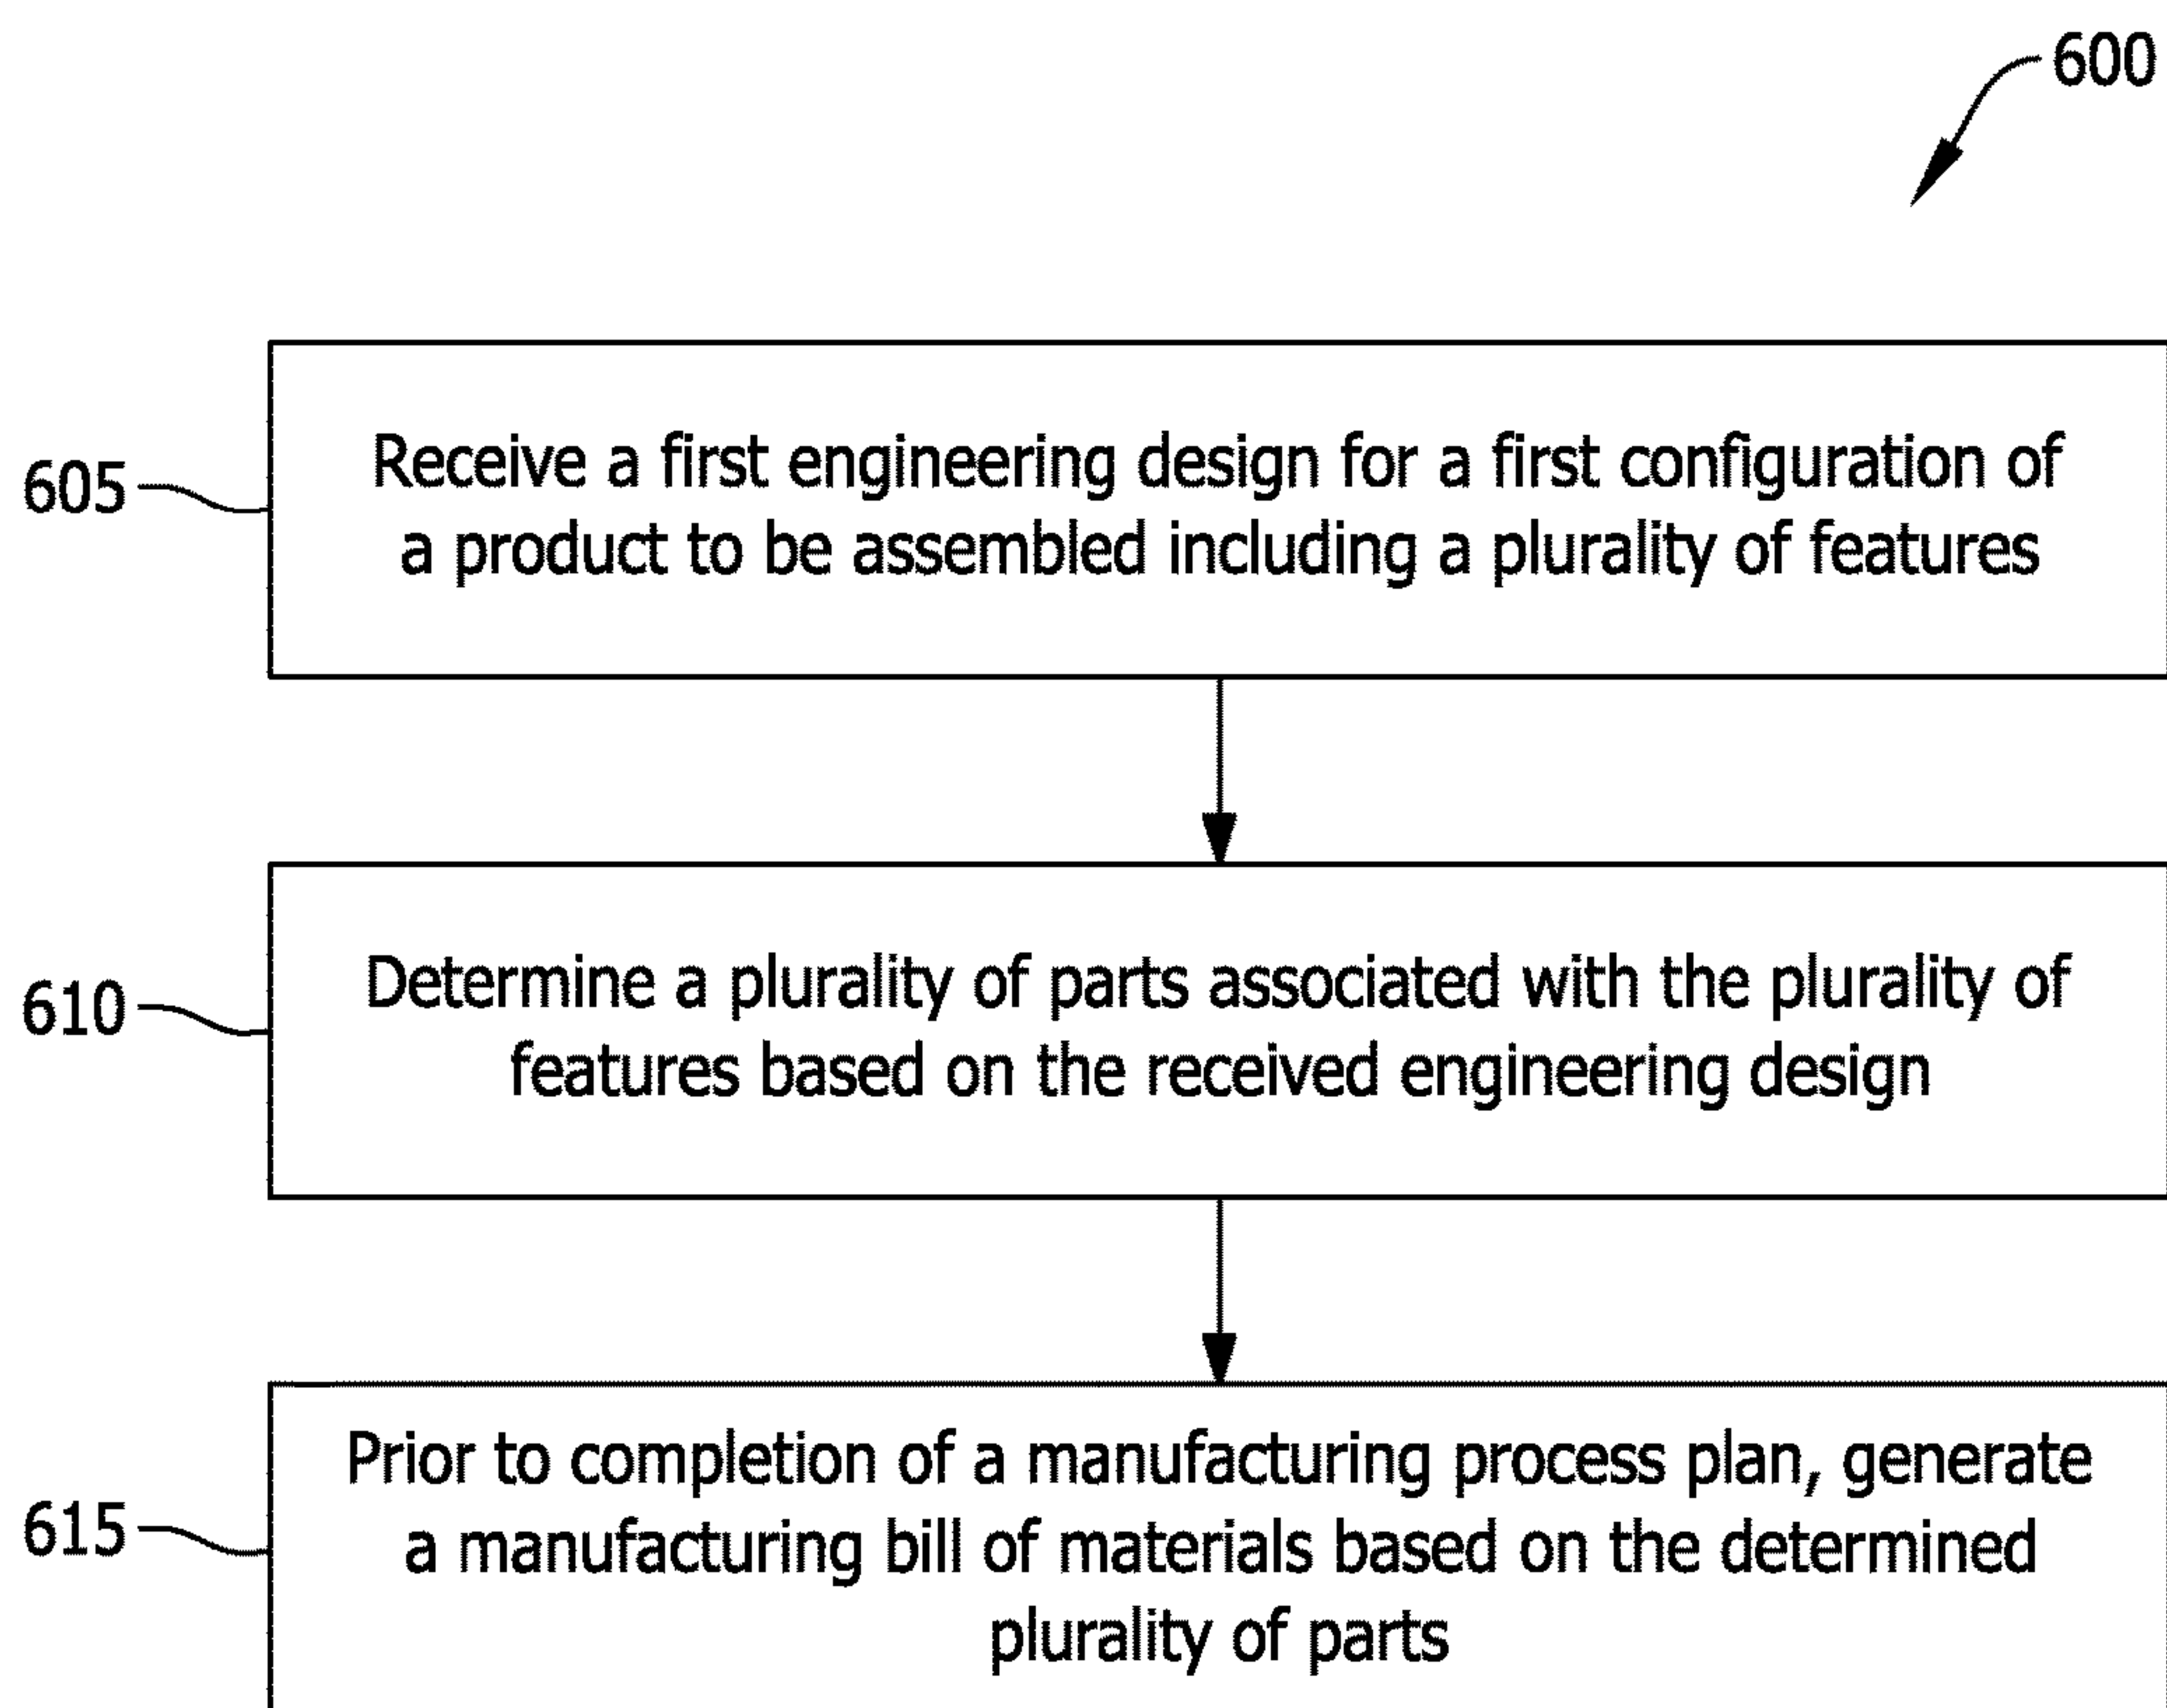 600
605
Receive a first engineering design for a first configuration of
a product to be assembled including a plurality of features
610
Determine a plurality of parts associated with the plurality of
features based on the received engineering design
615
Prior to completion of a manufacturing process plan, generate
a manufacturing bill of materials based on the determined
plurality of parts